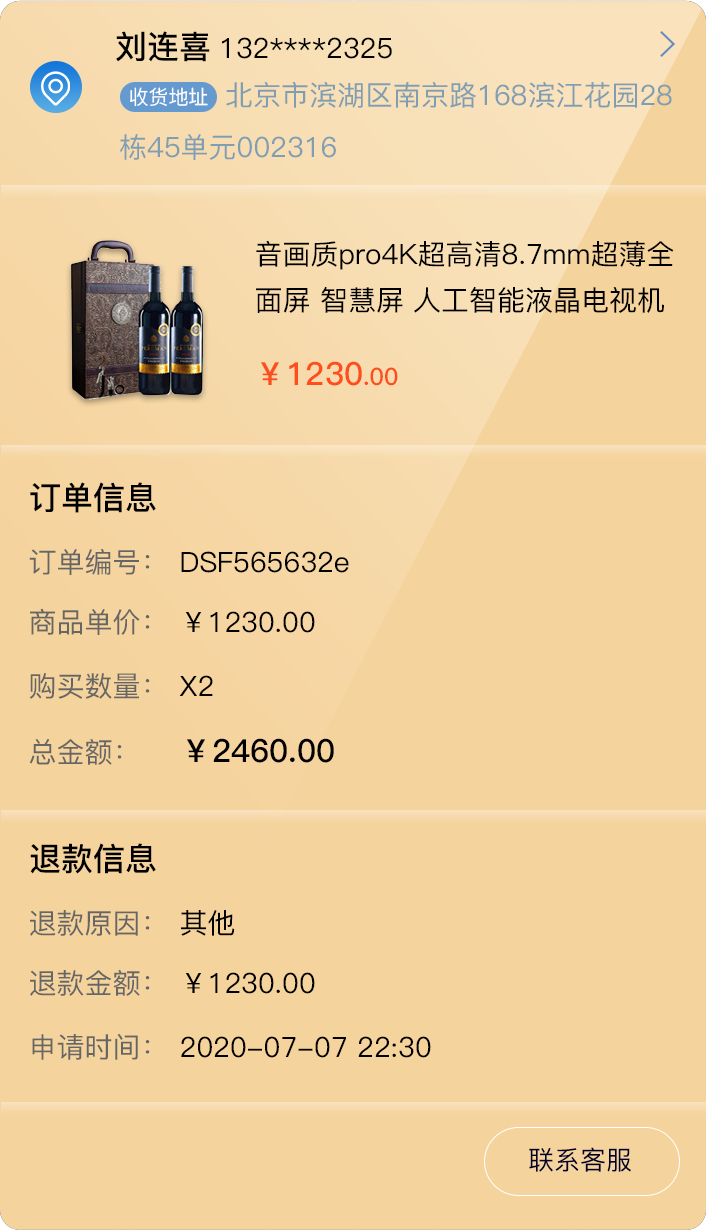 刘连喜 132****2325
收货地址 北京市滨湖区南京路168滨江花园28
栋45单元002316
音画质pro4K超高清8.7mm超薄全
面屏 智慧屏 人工智能液晶电视机
￥1230.00
订单信息
订单编号： DSF565632e
商品单价： ￥1230.00
购买数量： X2
总金额： ￥2460.00
退款信息
退款原因： 其他
退款金额： ￥1230.00
申请时间： 2020-07-07 22:30
联系客服